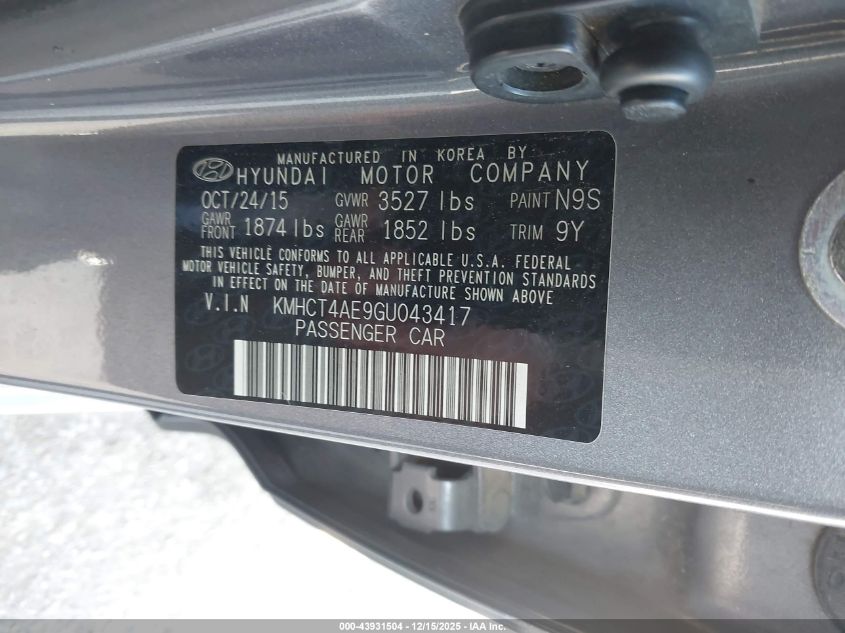 MANUFACTURED IN KOREA BY
HYUNDAI MOTOR COMPANY
OCT/24/15 GVWR 3527 lbs PAINT N9S
GAWR FRONT 1874 lbs GAWR REAR 1852 lbs TRIM 9Y
THIS VEHICLE CONFORMS TO ALL APPLICABLE U.S.A. FEDERAL
MOTOR VEHICLE SAFETY, BUMPER, AND THEFT PREVENTION STANDARDS
IN EFFECT ON THE DATE OF MANUFACTURE SHOWN ABOVE
V.I.N KMHCT4AE9GU043417
PASSENGER CAR
000-43931504 - 12/15/2025 - IAA Inc.